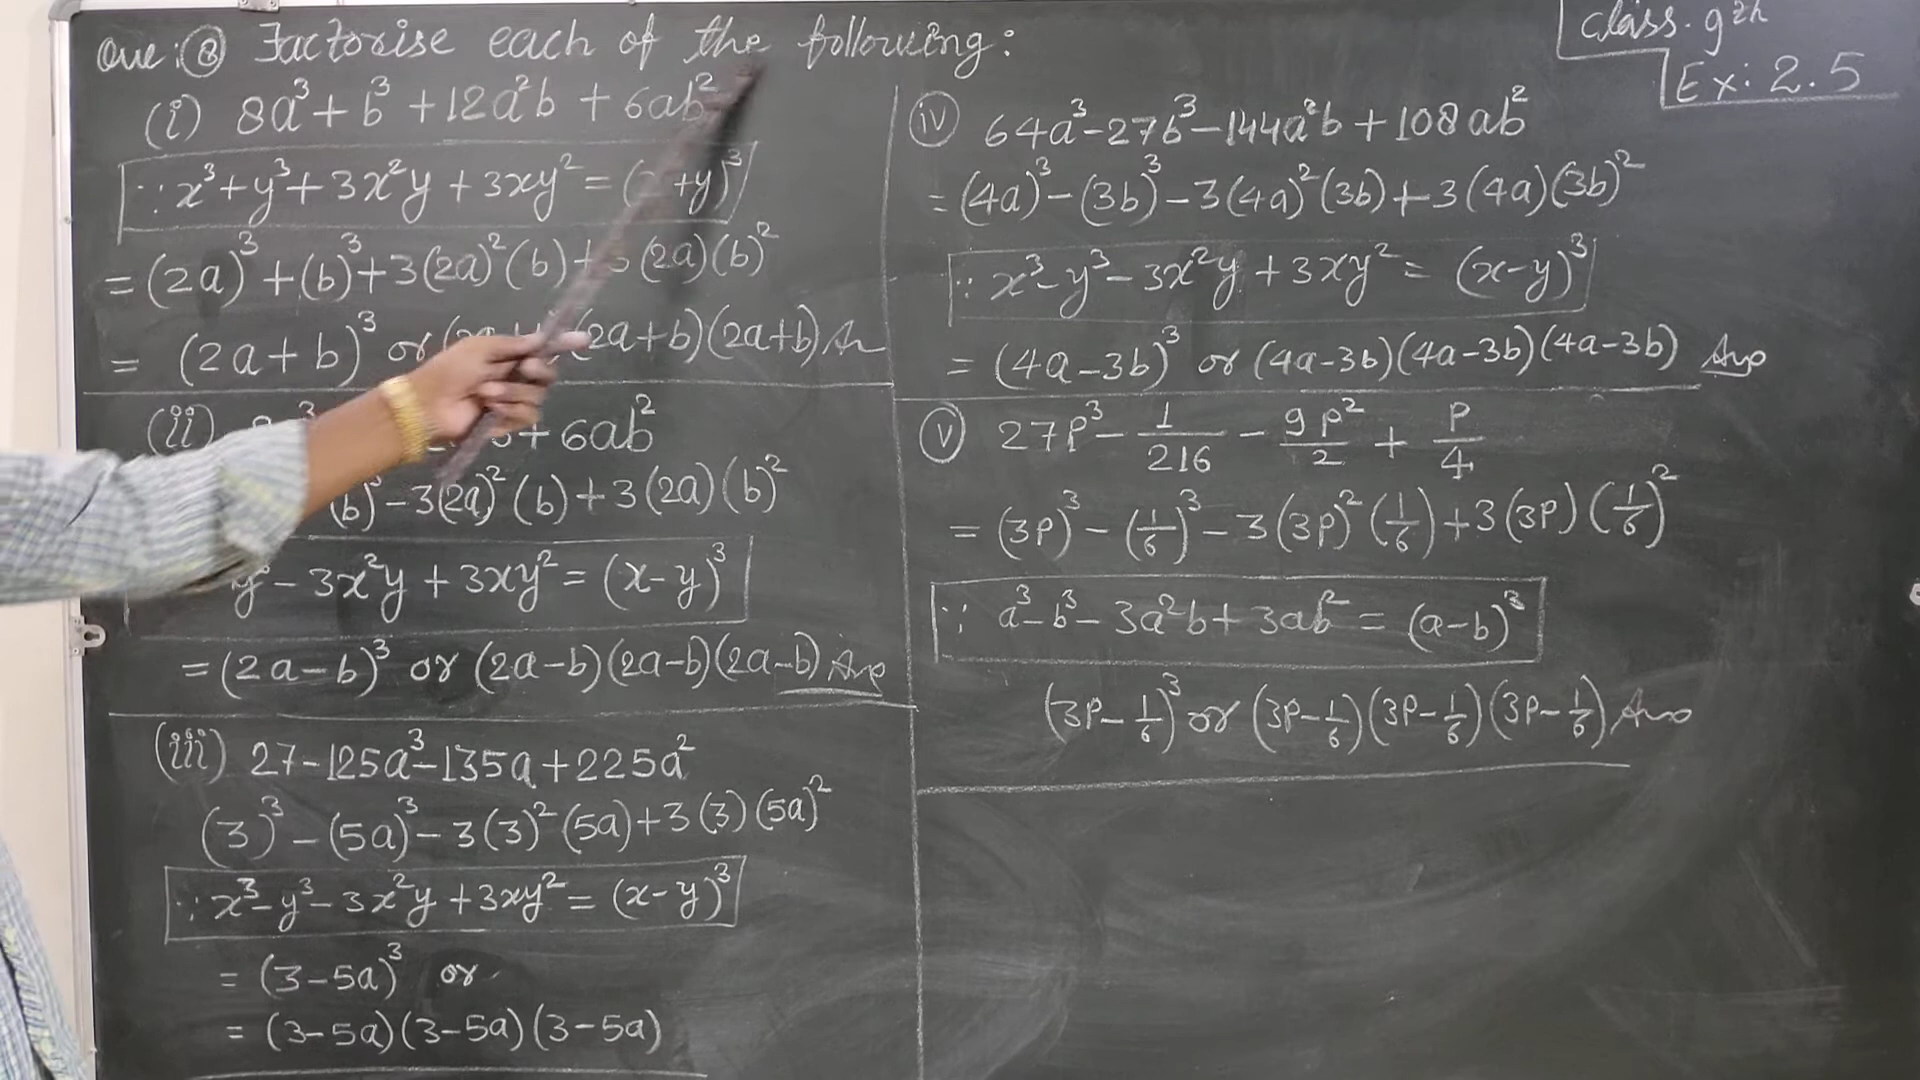 Que: 8 Factorise each of the following:
(i) 8a³ + b³ + 12a²b + 6ab²
∵ x³ + y³ + 3x²y + 3xy² = ( +y)³
= (2a)³ + (b)³ + 3(2a)²(b) + (2a)(b)²
= (2a + b)³ or (2a+b)(2a+b) An
(ii) + 6ab²
(b)³ - 3(2a)²(b) + 3(2a)(b)²
y³ - 3x²y + 3xy² = (x-y)³
= (2a-b)³ or (2a-b)(2a-b)(2a-b) Ans
(iii) 27 - 125a³ - 135a + 225a²
(3)³ - (5a)³ - 3(3)²(5a) + 3(3)(5a)²
∵ x³ - y³ - 3x²y + 3xy² = (x-y)³
= (3-5a)³ or
= (3-5a)(3-5a)(3-5a)
Class. 9th
Ex: 2.5
(iv) 64a³ - 27b³ - 144a²b + 108ab²
= (4a)³ - (3b)³ - 3(4a)²(3b) + 3(4a)(3b)²
∵ x³ - y³ - 3x²y + 3xy² = (x-y)³
= (4a-3b)³ or (4a-3b)(4a-3b)(4a-3b) Ans
(v) 27p³ - 1/216 - 9p²/2 + p/4
= (3p)³ - (1/6)³ - 3(3p)²(1/6) + 3(3p)(1/6)²
∵ a³ - b³ - 3a²b + 3ab² = (a-b)³
(3p - 1/6)³ or (3p - 1/6)(3p - 1/6)(3p - 1/6) Ans